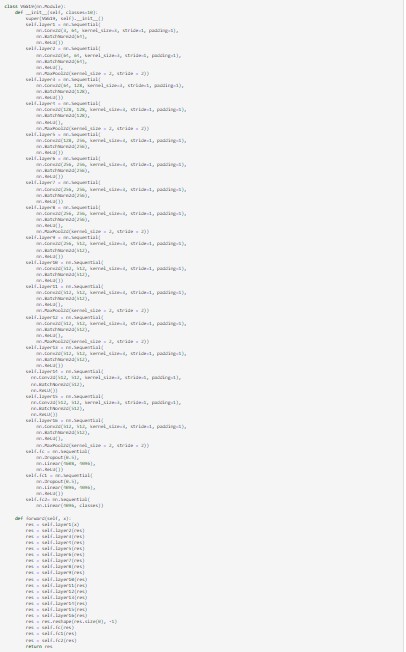 class VGG19(nn.Module):
def __init__(self, classes=10):
super(VGG19, self).__init__()
self.layer1 = nn.Sequential(
nn.Conv2d(3, 64, kernel_size=3, stride=1, padding=1),
nn.BatchNorm2d(64),
nn.ReLU())
self.layer2 = nn.Sequential(
nn.Conv2d(64, 64, kernel_size=3, stride=1, padding=1),
nn.BatchNorm2d(64),
nn.ReLU(),
nn.MaxPool2d(kernel_size = 2, stride = 2))
self.layer3 = nn.Sequential(
nn.Conv2d(64, 128, kernel_size=3, stride=1, padding=1),
nn.BatchNorm2d(128),
nn.ReLU())
self.layer4 = nn.Sequential(
nn.Conv2d(128, 128, kernel_size=3, stride=1, padding=1),
nn.BatchNorm2d(128),
nn.ReLU(),
nn.MaxPool2d(kernel_size = 2, stride = 2))
self.layer5 = nn.Sequential(
nn.Conv2d(128, 256, kernel_size=3, stride=1, padding=1),
nn.BatchNorm2d(256),
nn.ReLU())
self.layer6 = nn.Sequential(
nn.Conv2d(256, 256, kernel_size=3, stride=1, padding=1),
nn.BatchNorm2d(256),
nn.ReLU())
self.layer7 = nn.Sequential(
nn.Conv2d(256, 256, kernel_size=3, stride=1, padding=1),
nn.BatchNorm2d(256),
nn.ReLU())
self.layer8 = nn.Sequential(
nn.Conv2d(256, 256, kernel_size=3, stride=1, padding=1),
nn.BatchNorm2d(256),
nn.ReLU(),
nn.MaxPool2d(kernel_size = 2, stride = 2))
self.layer9 = nn.Sequential(
nn.Conv2d(256, 512, kernel_size=3, stride=1, padding=1),
nn.BatchNorm2d(512),
nn.ReLU())
self.layer10 = nn.Sequential(
nn.Conv2d(512, 512, kernel_size=3, stride=1, padding=1),
nn.BatchNorm2d(512),
nn.ReLU())
self.layer11 = nn.Sequential(
nn.Conv2d(512, 512, kernel_size=3, stride=1, padding=1),
nn.BatchNorm2d(512),
nn.ReLU(),
nn.MaxPool2d(kernel_size = 2, stride = 2))
self.layer12 = nn.Sequential(
nn.Conv2d(512, 512, kernel_size=3, stride=1, padding=1),
nn.BatchNorm2d(512),
nn.ReLU(),
nn.MaxPool2d(kernel_size = 2, stride = 2))
self.layer13 = nn.Sequential(
nn.Conv2d(512, 512, kernel_size=3, stride=1, padding=1),
nn.BatchNorm2d(512),
nn.ReLU())
self.layer14 = nn.Sequential(
nn.Conv2d(512, 512, kernel_size=3, stride=1, padding=1),
nn.BatchNorm2d(512),
nn.ReLU())
self.layer15 = nn.Sequential(
nn.Conv2d(512, 512, kernel_size=3, stride=1, padding=1),
nn.BatchNorm2d(512),
nn.ReLU())
self.layer16 = nn.Sequential(
nn.Conv2d(512, 512, kernel_size=3, stride=1, padding=1),
nn.BatchNorm2d(512),
nn.ReLU(),
nn.MaxPool2d(kernel_size = 2, stride = 2))
self.fc = nn.Sequential(
nn.Dropout(0.5),
nn.Linear(4608, 4096),
nn.ReLU())
self.fc1 = nn.Sequential(
nn.Dropout(0.5),
nn.Linear(4096, 4096),
nn.ReLU())
self.fc2= nn.Sequential(
nn.Linear(4096, classes))
def forward(self, x):
res = self.layer1(x)
res = self.layer2(res)
res = self.layer3(res)
res = self.layer4(res)
res = self.layer5(res)
res = self.layer6(res)
res = self.layer7(res)
res = self.layer8(res)
res = self.layer9(res)
res = self.layer10(res)
res = self.layer11(res)
res = self.layer12(res)
res = self.layer13(res)
res = self.layer14(res)
res = self.layer15(res)
res = self.layer16(res)
res = res.reshape(res.size(0), -1)
res = self.fc(res)
res = self.fc1(res)
res = self.fc2(res)
return res